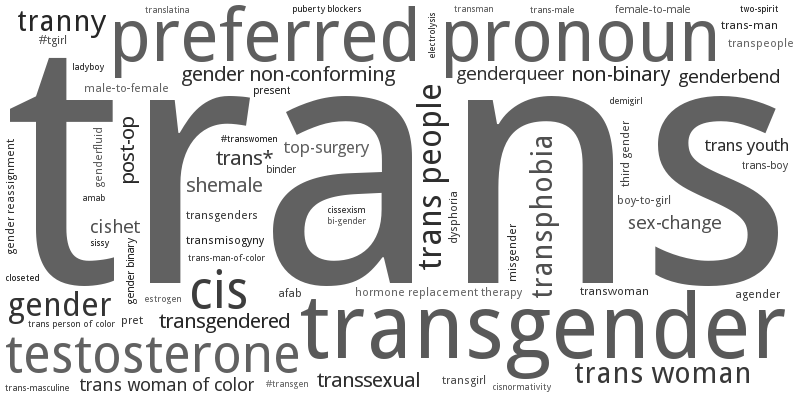 translatina
puberty blockers
transman
trans-male
female-to-male
two-spirit
tranny
preferred pronoun
electrolysis
trans-man
#tgirl
transpeople
ladyboy
gender non-conforming
genderqueer
non-binary
genderbend
male-to-female
present
trans
demigirl
gender reassignment
genderfluid
post-op
#transwomen
top-surgery
trans people
transphobia
third gender
trans youth
trans*
binder
trans-boy
shemale
amab
boy-to-girl
cishet
transgenders
cissexism
bi-gender
dysphoria
sex-change
sissy
transmisogyny
misgender
gender binary
trans-man-of-color
closeted
cis
gender
estrogen
afab
hormone replacement therapy
transwoman
agender
trans person of color
pret
transgendered
transgender
testosterone
trans woman
trans-masculine
trans woman of color
#transgen
transsexual
transgirl
cisnormativity